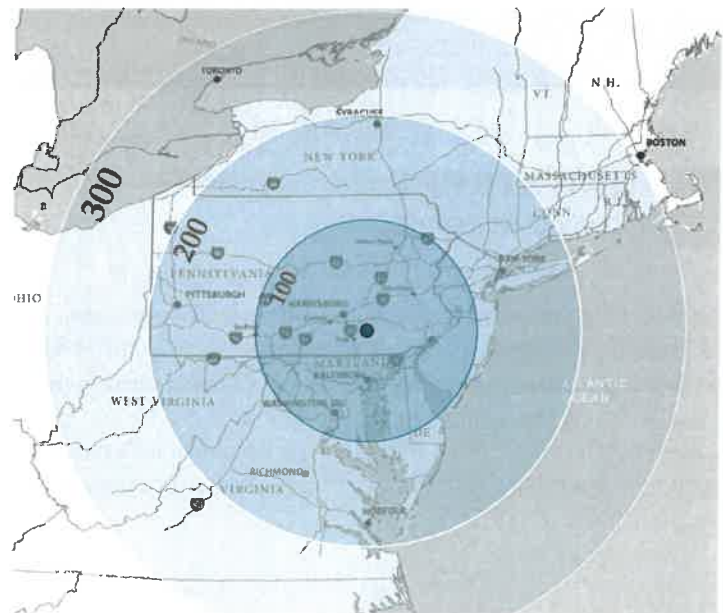 TORONTO
N.H.
VT.
SYRACUSE
BOSTON
NEW YORK
MASSACHUSETTS
CONN
R.I.
300
200
NEW YORK
PENNSYLVANIA
100
OHIO
PITTSBURGH
HARRISBURG
MARYLAND
BALTIMORE
ATLANTIC
OCEAN
WEST VIRGINIA
WASHINGTON, DC
DE
RICHMOND
VIRGINIA
NORFOLK